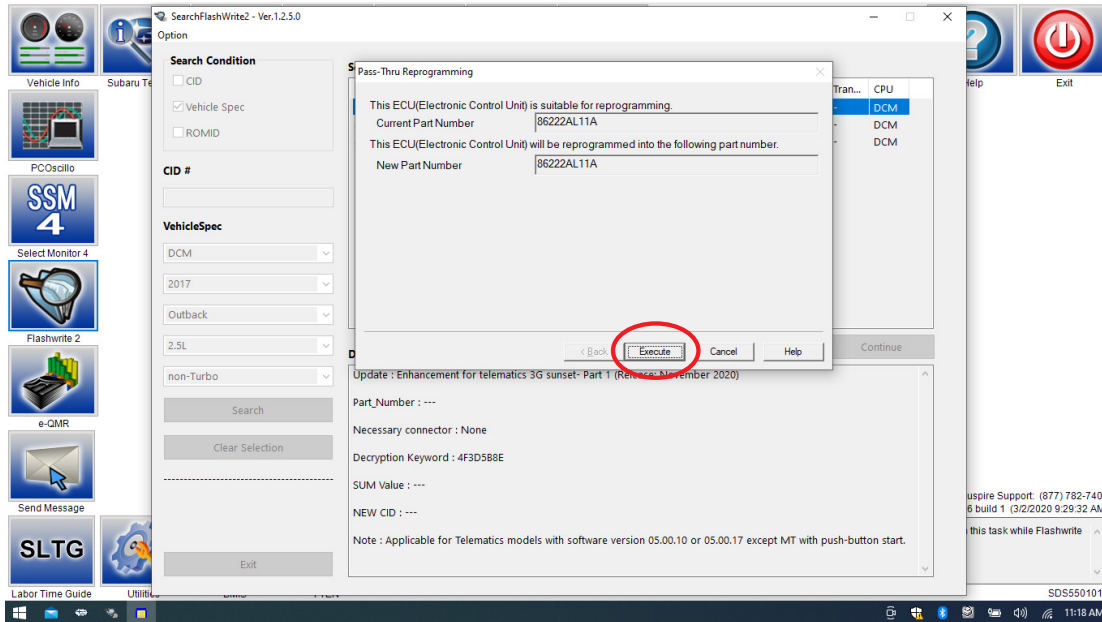 SearchFlashWrite2 - Ver.1.2.5.0
Option
Search Condition
CID
Vehicle Spec
ROMID
CID #
VehicleSpec
DCM
2017
Outback
2.5L
non-Turbo
Search
Clear Selection
Exit
Tran... CPU
- DCM
- DCM
- DCM
Pass-Thru Reprogramming
This ECU(Electronic Control Unit) is suitable for reprogramming.
Current Part Number 86222AL11A
This ECU(Electronic Control Unit) will be reprogrammed into the following part number.
New Part Number 86222AL11A
< Back Execute Cancel Help
Continue
Update : Enhancement for telematics 3G sunset- Part 1 (Release: November 2020)
Part_Number : ---
Necessary connector : None
Decryption Keyword : 4F3D5B8E
SUM Value : ---
NEW CID : ---
Note : Applicable for Telematics models with software version 05.00.10 or 05.00.17 except MT with push-button start.
Vehicle Info
Subaru Te
PCOscillo
SSM
4
Select Monitor 4
Flashwrite 2
e-QMR
Send Message
SLTG
Labor Time Guide
Help
Exit
uspire Support: (877) 782-740
6 build 1 (3/2/2020 9:29:32 AM
this task while Flashwrite
SDS550101
11:18 AM